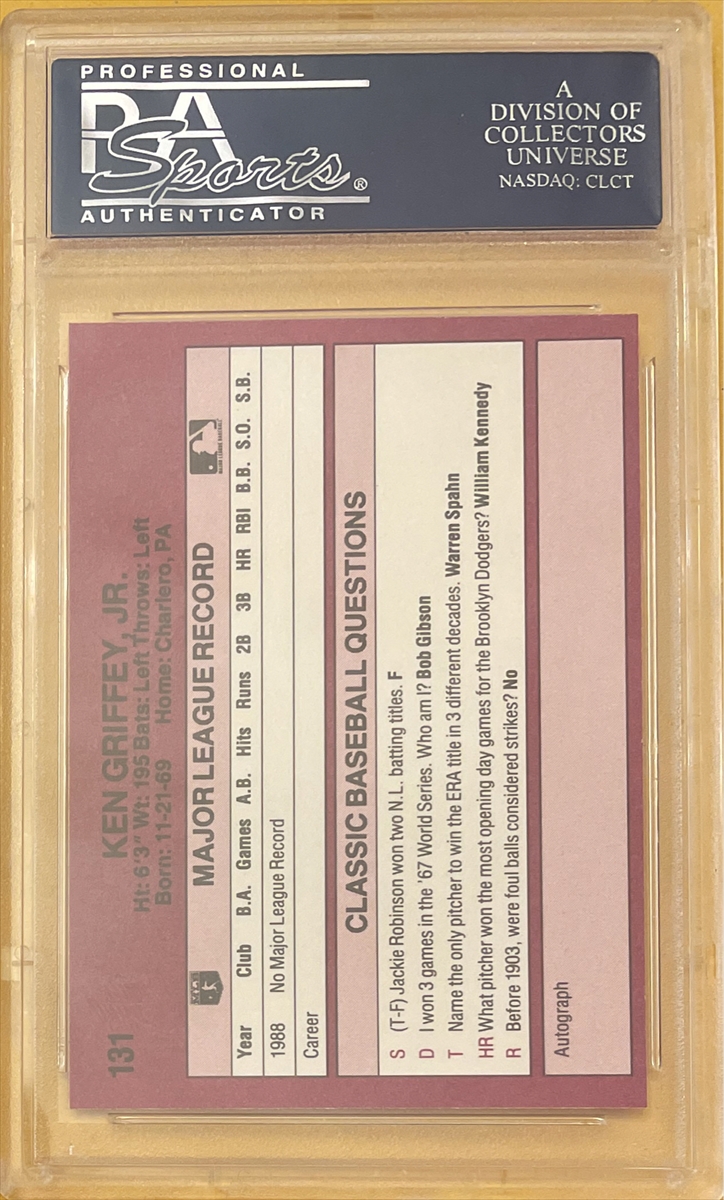 PROFESSIONAL
PSA
Sports®
AUTHENTICATOR
A
DIVISION OF
COLLECTORS
UNIVERSE
NASDAQ: CLCT
131
KEN GRIFFEY, JR.
Ht: 6'3" Wt: 195 Bats: Left Throws: Left
Born: 11-21-69 Home: Charlero, PA
MAJOR LEAGUE RECORD
MAJOR LEAGUE BASEBALL
Year Club B.A. Games A.B. Hits Runs 2B 3B HR RBI B.B. S.O. S.B.
1988 No Major League Record
Career
CLASSIC BASEBALL QUESTIONS
S (T-F) Jackie Robinson won two N.L. batting titles. F
D I won 3 games in the '67 World Series. Who am I? Bob Gibson
T Name the only pitcher to win the ERA title in 3 different decades. Warren Spahn
HR What pitcher won the most opening day games for the Brooklyn Dodgers? William Kennedy
R Before 1903, were foul balls considered strikes? No
Autograph